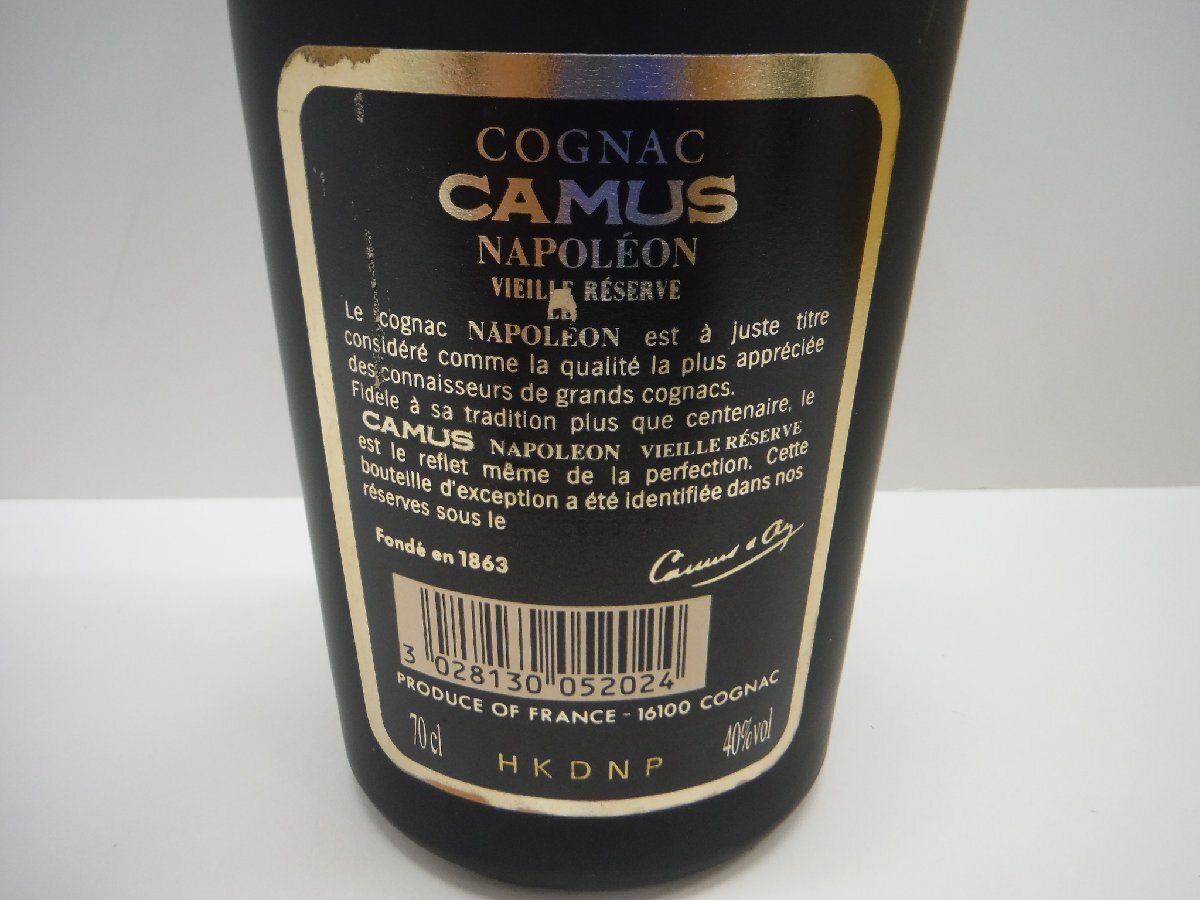 COGNAC
CAMUS
NAPOLÉON
VIEILLE RÉSERVE
Le cognac NAPOLÉON est à juste titre
considéré comme la qualité la plus appréciée
des connaisseurs de grands cognacs.
Fidèle à sa tradition plus que centenaire, le
CAMUS NAPOLEON VIEILLE RÉSERVE
est le reflet même de la perfection. Cette
bouteille d'exception a été identifiée dans nos
réserves sous le
Fondé en 1863
Camus & Cie
3 028130 052024
PRODUCE OF FRANCE - 16100 COGNAC
70 cl 40%vol
HKDNP